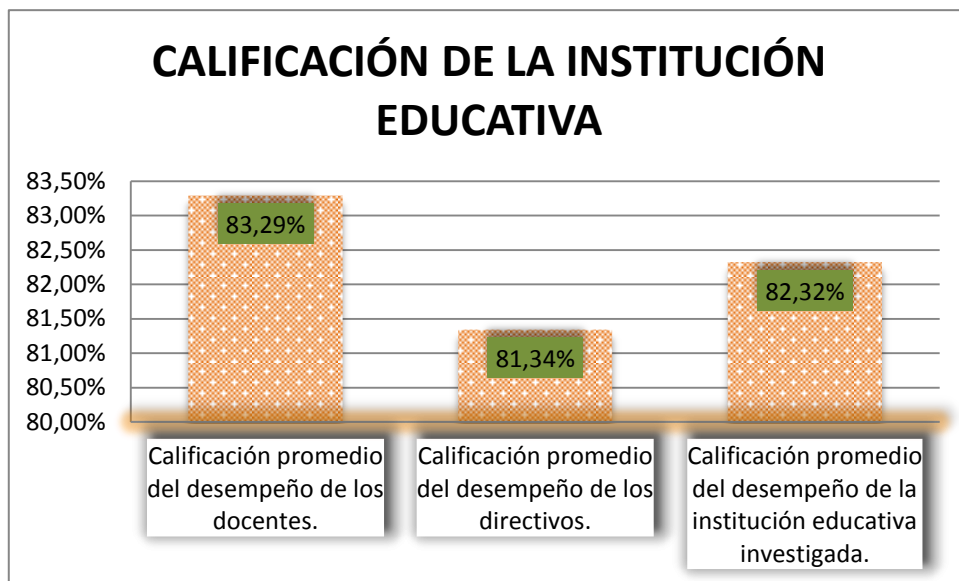 CALIFICACIÓN DE LA INSTITUCIÓN
EDUCATIVA
83,50%
83,00%
82,50%
82,00%
81,50%
81,00%
80,50%
80,00%
83,29%
81,34%
82,32%
Calificación promedio
del desempeño de los
docentes.
Calificación promedio
del desempeño de los
directivos.
Calificación promedio
del desempeño de la
institución educativa
investigada.